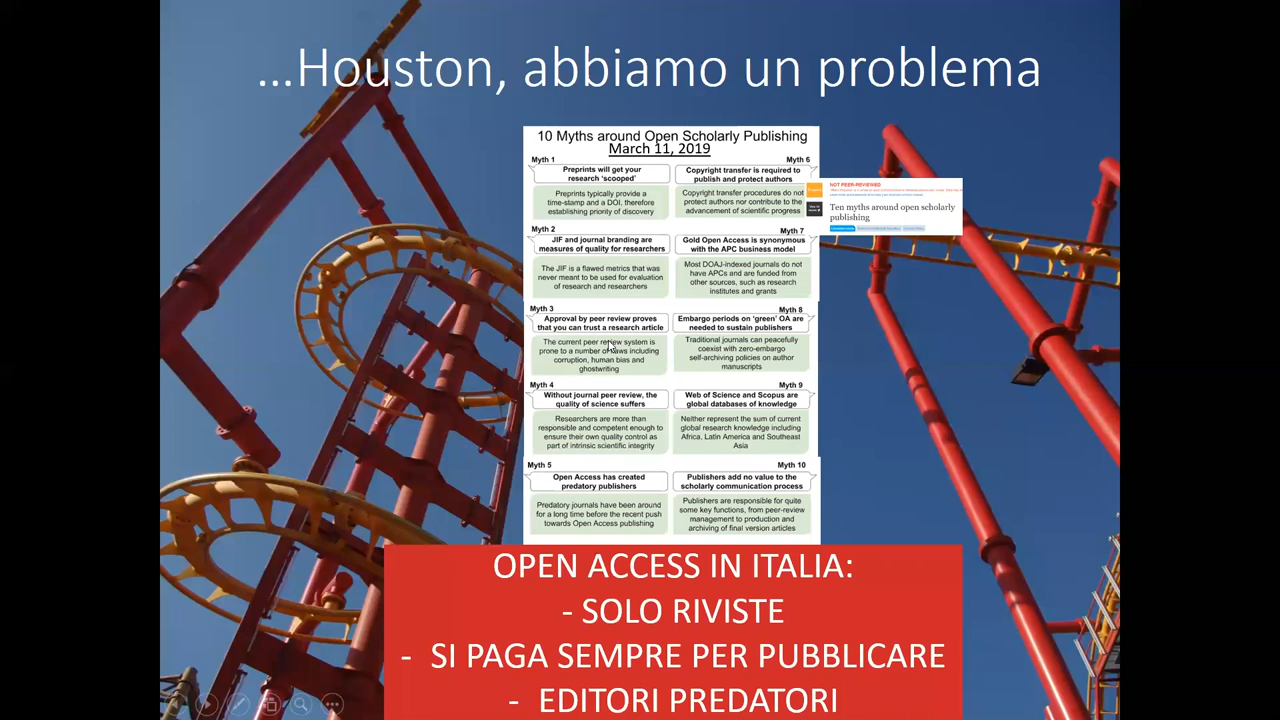 ...Houston, abbiamo un problema
10 Myths around Open Scholarly Publishing
March 11, 2019
Myth 1
Preprints will get your
research 'scooped'
Preprints typically provide a
time-stamp and a DOI, therefore
establishing priority of discovery
Myth 2
JIF and journal branding are
measures of quality for researchers
The JIF is a flawed metrics that was
never meant to be used for evaluation
of research and researchers
Myth 3
Approval by peer review proves
that you can trust a research article
The current peer review system is
prone to a number of flaws including
corruption, human bias and
ghostwriting
Myth 4
Without journal peer review, the
quality of science suffers
Researchers are more than
responsible and competent enough to
ensure their own quality control as
part of intrinsic scientific integrity
Myth 5
Open Access has created
predatory publishers
Predatory journals have been around
for a long time before the recent push
towards Open Access publishing
Myth 6
Copyright transfer is required to
publish and protect authors
Copyright transfer procedures do not
protect authors nor contribute to the
advancement of scientific progress
Myth 7
Gold Open Access is synonymous
with the APC business model
Most DOAJ-indexed journals do not
have APCs and are funded from
other sources, such as research
institutes and grants
Myth 8
Embargo periods on 'green' OA are
needed to sustain publishers
Traditional journals can peacefully
coexist with zero-embargo
self-archiving policies on author
manuscripts
Myth 9
Web of Science and Scopus are
global databases of knowledge
Neither represent the sum of current
global research knowledge including
Africa, Latin America and Southeast
Asia
Myth 10
Publishers add no value to the
scholarly communication process
Publishers are responsible for quite
some key functions, from peer-review
management to production and
archiving of final version articles
NOT PEER-REVIEWED
Ten myths around open scholarly
publishing
OPEN ACCESS IN ITALIA:
- SOLO RIVISTE
- SI PAGA SEMPRE PER PUBBLICARE
- EDITORI PREDATORI